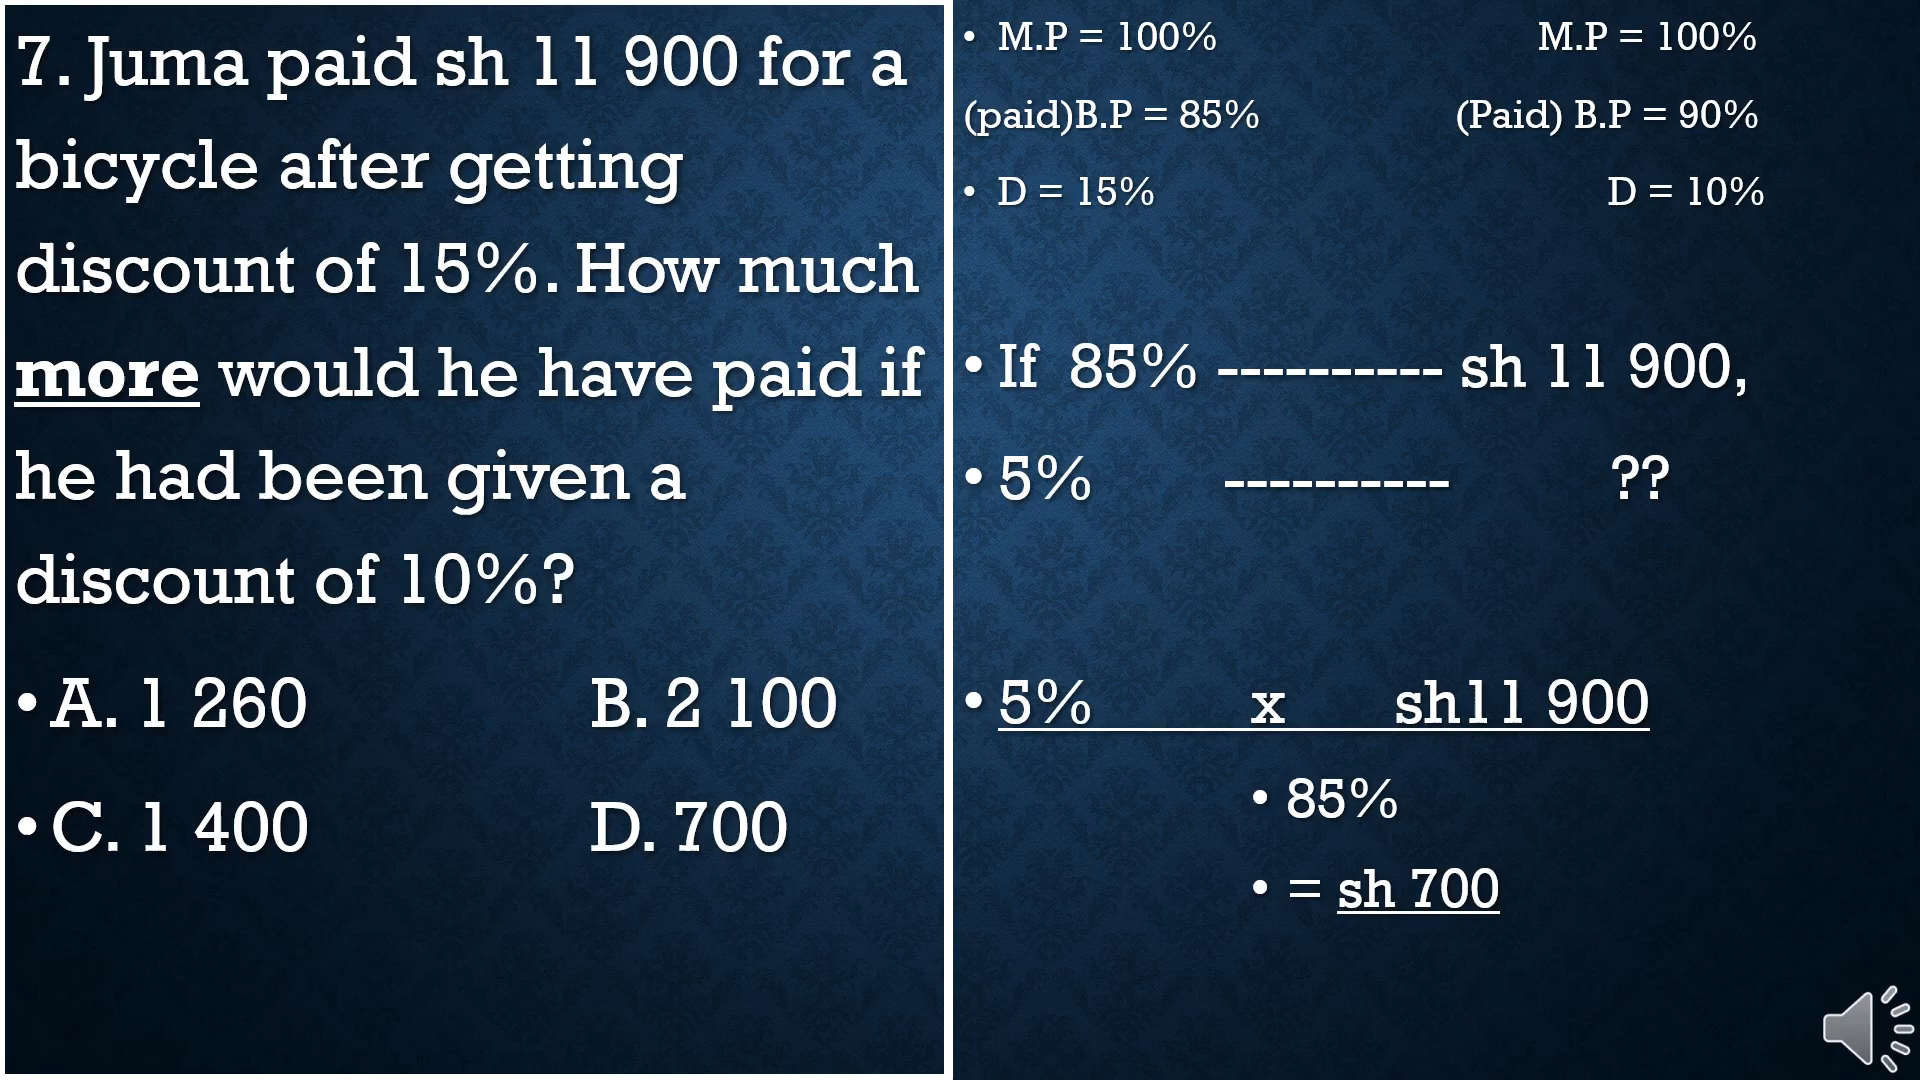 7. Juma paid sh 11 900 for a
bicycle after getting
discount of 15%. How much
more would he have paid if
he had been given a
discount of 10%?
• A. 1 260 B. 2 100
• C. 1 400 D. 700
• M.P = 100% M.P = 100%
(paid)B.P = 85% (Paid) B.P = 90%
• D = 15% D = 10%
• If 85% ---------- sh 11 900,
• 5% ---------- ??
• 5% x sh11 900
• 85%
• = sh 700